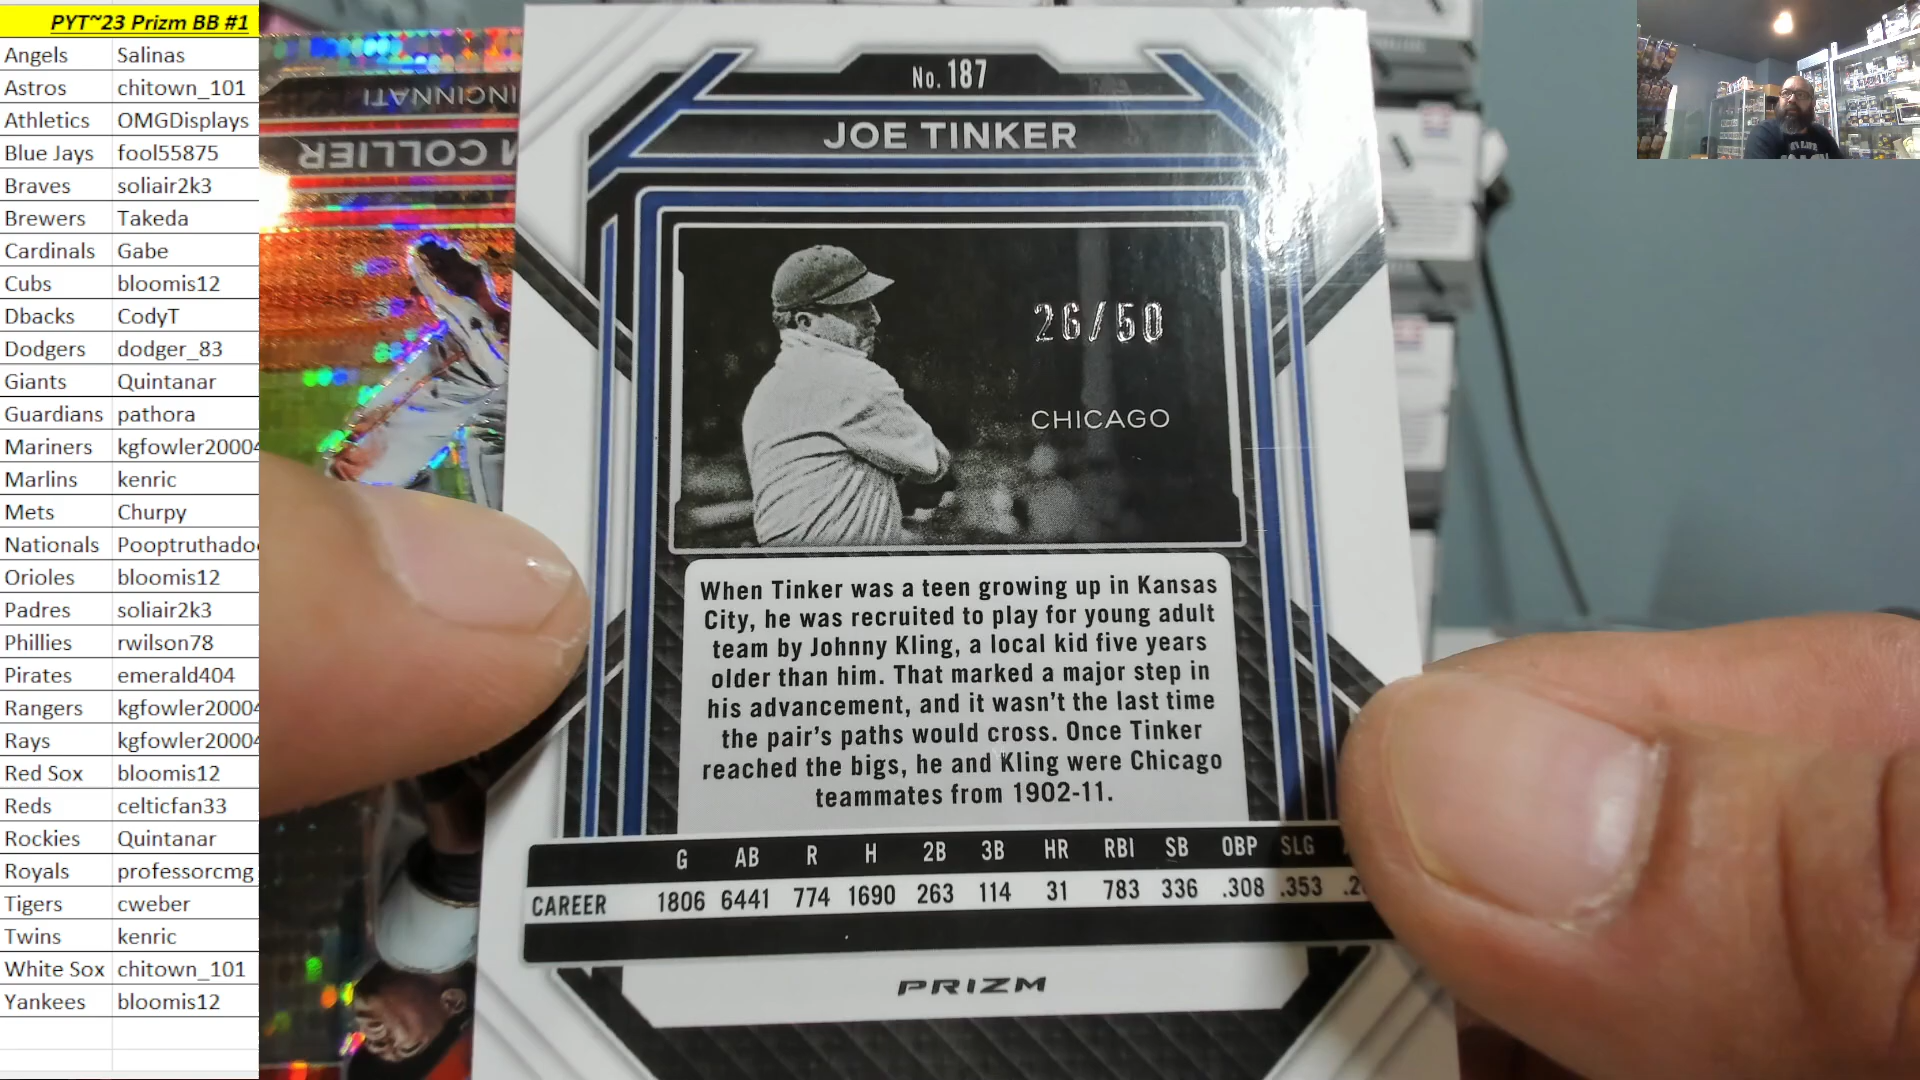 PYT~23 Prizm BB #1
Angels Salinas
Astros chitown_101
Athletics OMGDisplays
Blue Jays fool55875
Braves soliair2k3
Brewers Takeda
Cardinals Gabe
Cubs bloomis12
Dbacks CodyT
Dodgers dodger_83
Giants Quintanar
Guardians pathora
Mariners kgfowler20004
Marlins kenric
Mets Churpy
Nationals Pooptruthado
Orioles bloomis12
Padres soliair2k3
Phillies rwilson78
Pirates emerald404
Rangers kgfowler20004
Rays kgfowler20004
Red Sox bloomis12
Reds celticfan33
Rockies Quintanar
Royals professorcmg
Tigers cweber
Twins kenric
White Sox chitown_101
Yankees bloomis12
CINCINNATI
COLLIER
No. 187
JOE TINKER
26/50
CHICAGO
When Tinker was a teen growing up in Kansas
City, he was recruited to play for young adult
team by Johnny Kling, a local kid five years
older than him. That marked a major step in
his advancement, and it wasn't the last time
the pair's paths would cross. Once Tinker
reached the bigs, he and Kling were Chicago
teammates from 1902-11.
G AB R H 2B 3B HR RBI SB OBP SLG
CAREER 1806 6441 774 1690 263 114 31 783 336 .308 .353
PRIZM